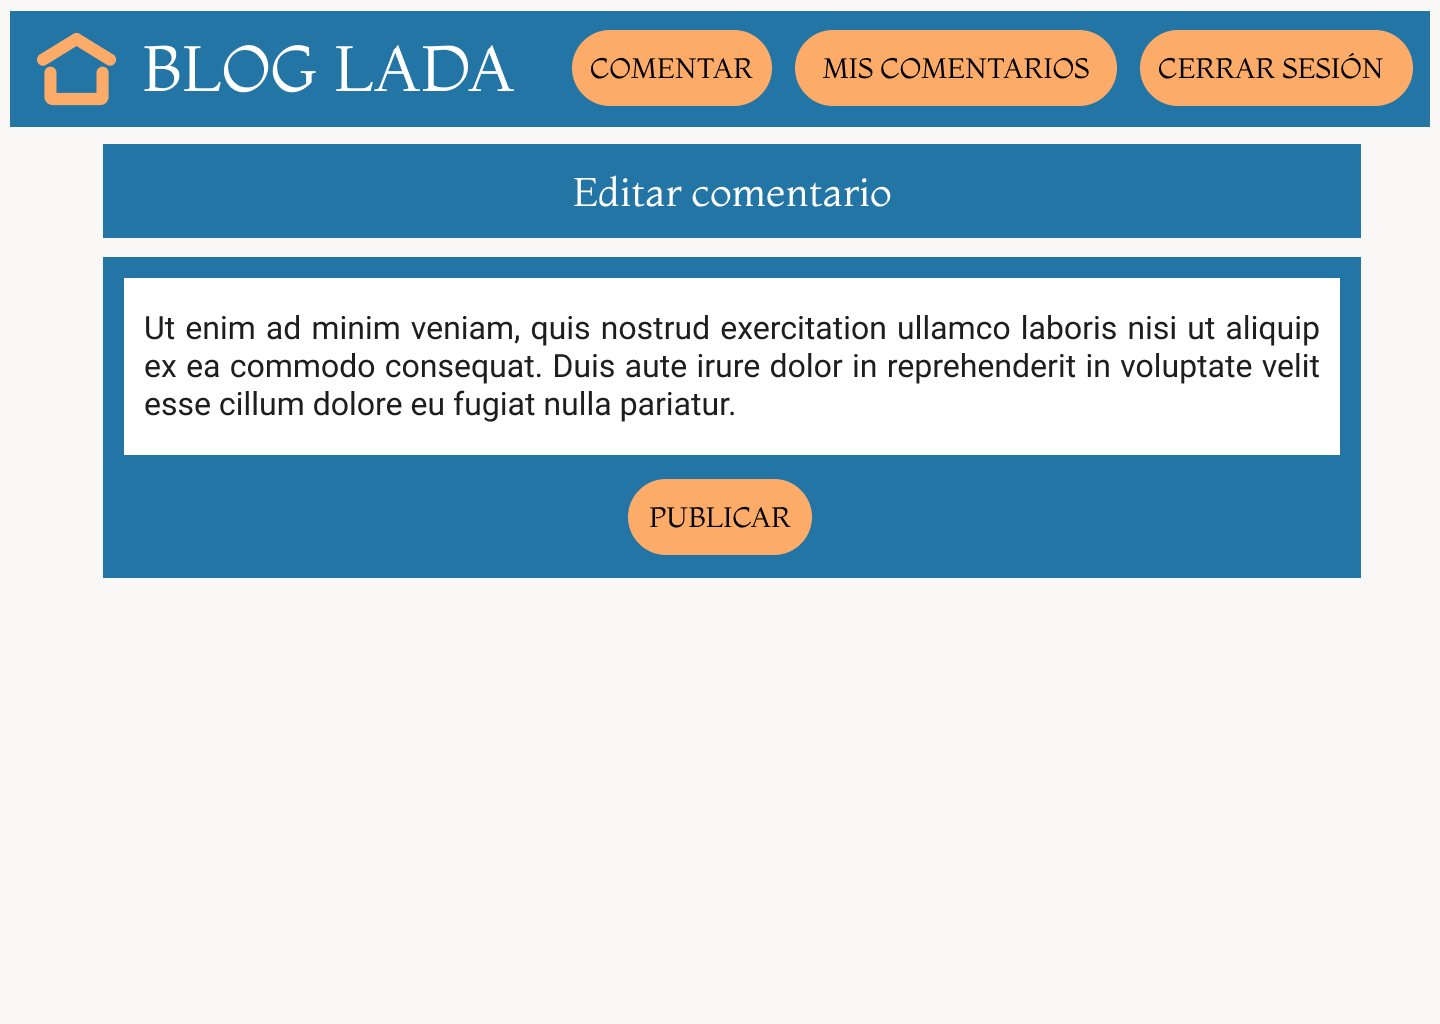 BLOG LADA
COMENTAR
MIS COMENTARIOS
CERRAR SESIÓN
Editar comentario
Ut enim ad minim veniam, quis nostrud exercitation ullamco laboris nisi ut aliquip
ex ea commodo consequat. Duis aute irure dolor in reprehenderit in voluptate velit
esse cillum dolore eu fugiat nulla pariatur.
PUBLICAR